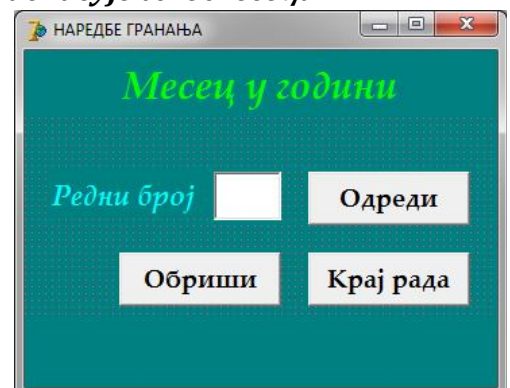 НАРЕДБЕ ГРАНАЊА
Месец у години
Редни број
Одреди
Обриши
Крај рада